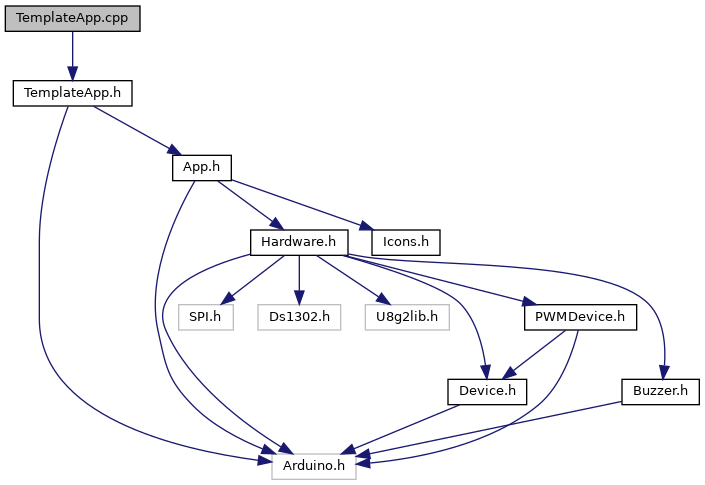 TemplateApp.cpp
TemplateApp.h
App.h
Hardware.h
Icons.h
SPI.h
Ds1302.h
U8g2lib.h
PWMDevice.h
Device.h
Buzzer.h
Arduino.h